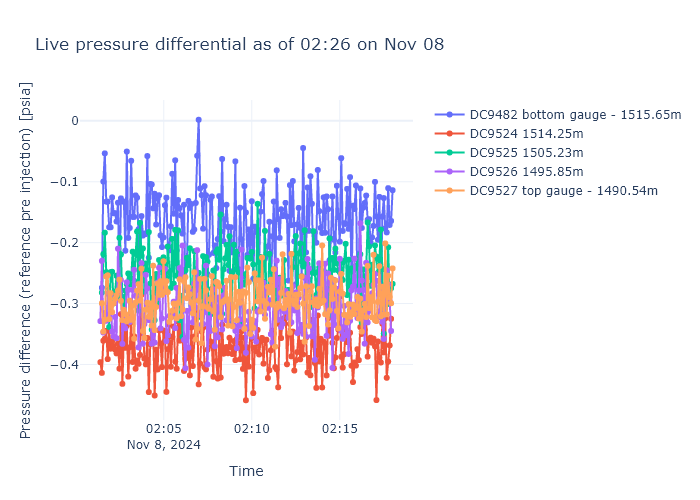 Live pressure differential as of 02:26 on Nov 08
Pressure difference (reference pre injection) [psia]
0
−0.1
−0.2
−0.3
−0.4
02:05
Nov 8, 2024
02:10
02:15
Time
DC9482 bottom gauge - 1515.65m
DC9524 1514.25m
DC9525 1505.23m
DC9526 1495.85m
DC9527 top gauge - 1490.54m